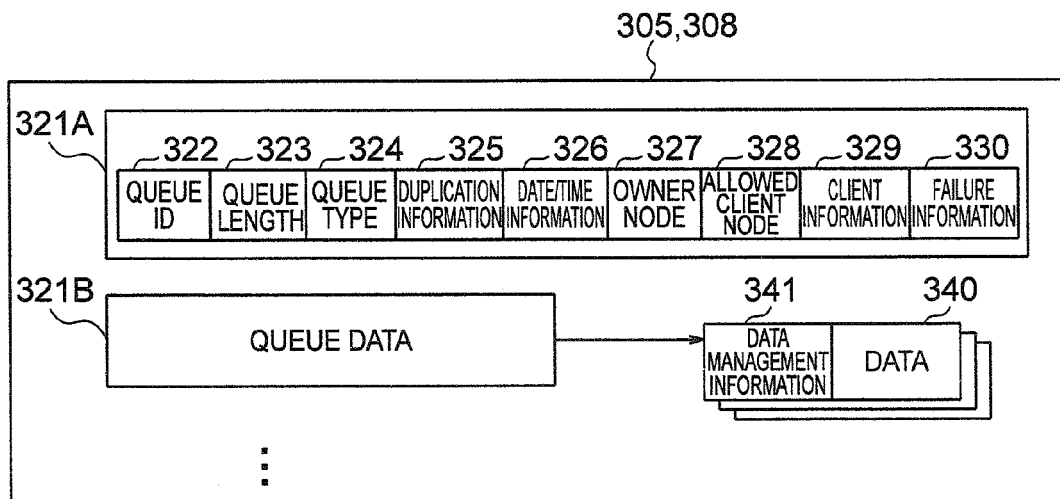 305,308
321A
322 323 324 325 326 327 328 329 330
QUEUE ID
QUEUE LENGTH
QUEUE TYPE
DUPLICATION INFORMATION
DATE/TIME INFORMATION
OWNER NODE
ALLOWED CLIENT NODE
CLIENT INFORMATION
FAILURE INFORMATION
321B
QUEUE DATA
341 340
DATA MANAGEMENT INFORMATION
DATA